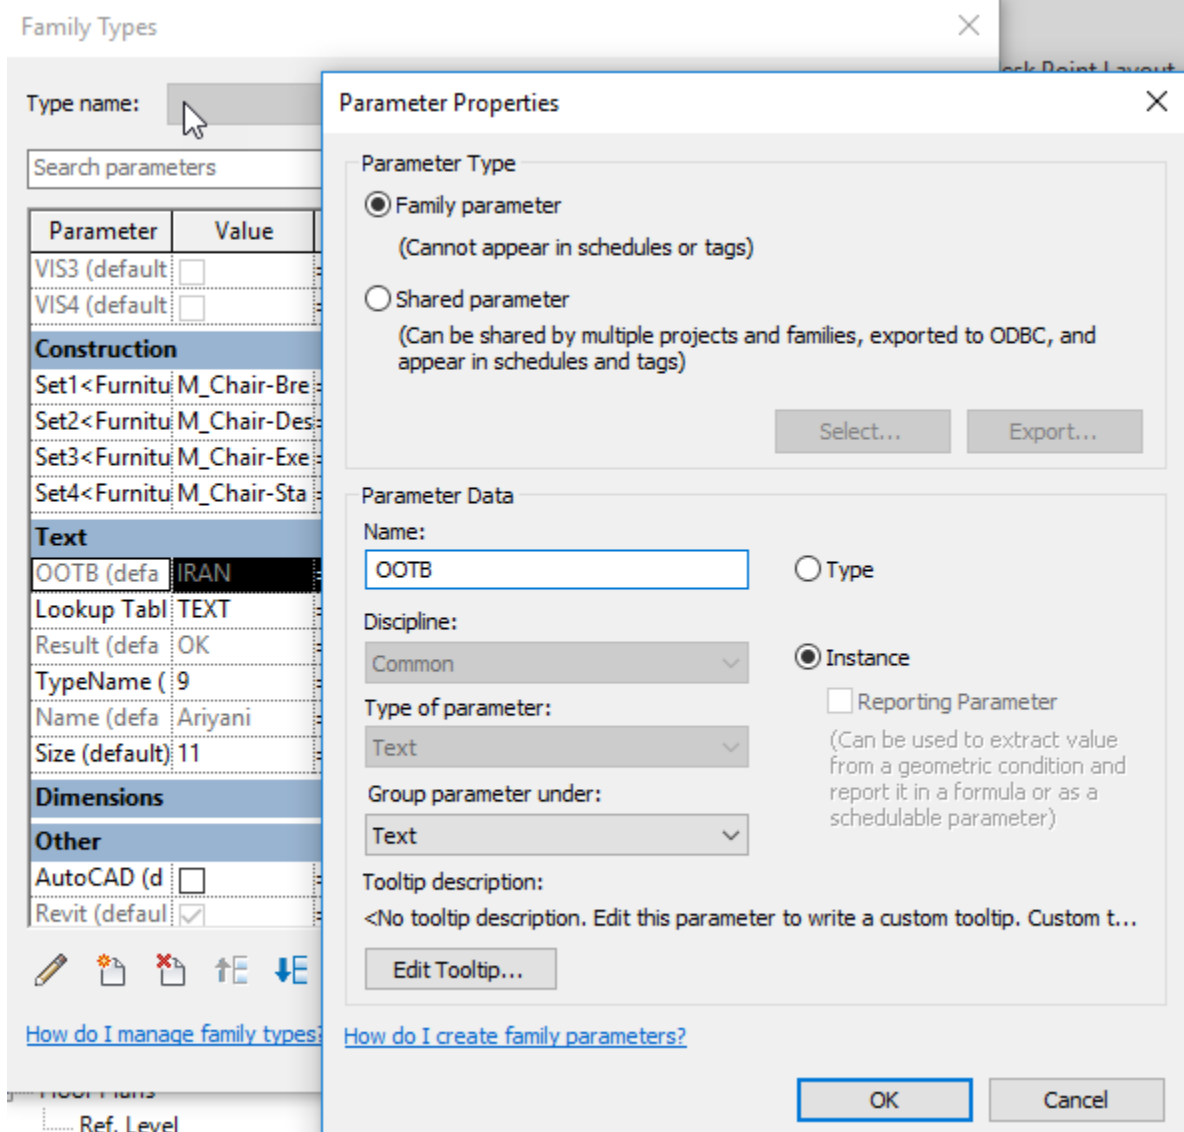 Family Types
Type name:
Search parameters
Parameter Value
VIS3 (default
VIS4 (default
Construction
Set1<Furnitu M_Chair-Bre
Set2<Furnitu M_Chair-Des
Set3<Furnitu M_Chair-Exe
Set4<Furnitu M_Chair-Sta
Text
OOTB (defa IRAN
Lookup Tabl TEXT
Result (defa OK
TypeName ( 9
Name (defa Ariyani
Size (default) 11
Dimensions
Other
AutoCAD (d
Revit (defaul
How do I manage family types?
Ref. Level
Point Layout
Parameter Properties
Parameter Type
Family parameter
(Cannot appear in schedules or tags)
Shared parameter
(Can be shared by multiple projects and families, exported to ODBC, and
appear in schedules and tags)
Select... Export...
Parameter Data
Name:
OOTB
Type
Discipline:
Common
Instance
Reporting Parameter
(Can be used to extract value
from a geometric condition and
report it in a formula or as a
schedulable parameter)
Type of parameter:
Text
Group parameter under:
Text
Tooltip description:
<No tooltip description. Edit this parameter to write a custom tooltip. Custom t...
Edit Tooltip...
How do I create family parameters?
OK Cancel